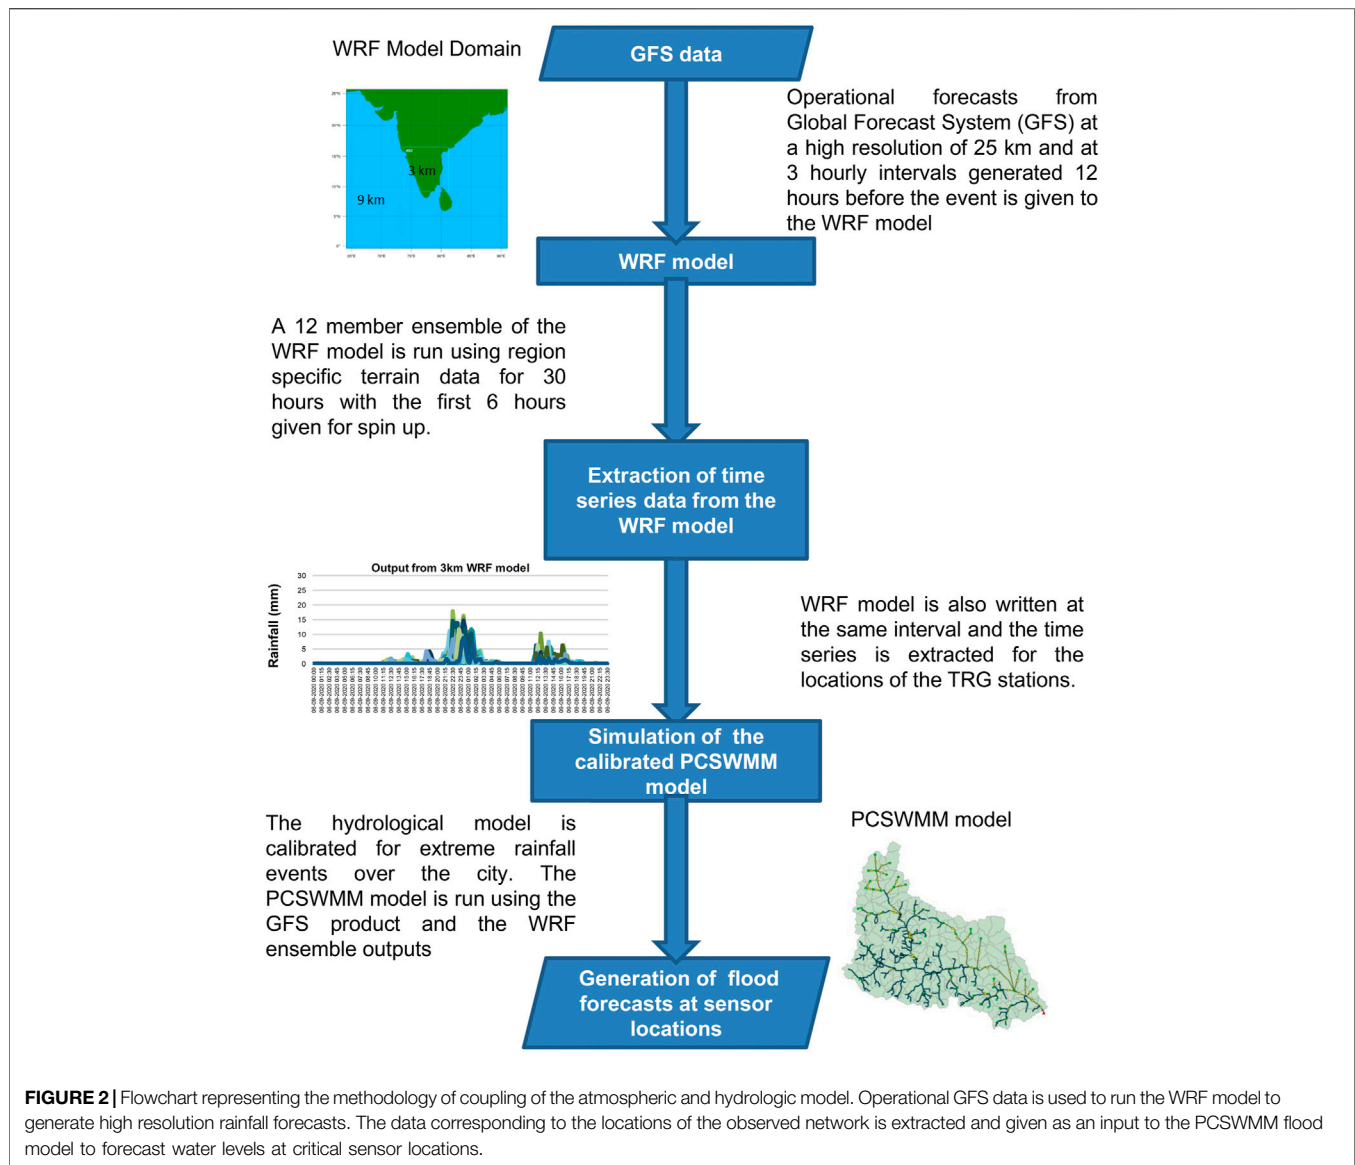 WRF Model Domain
GFS data
3 km
9 km
Operational forecasts from
Global Forecast System (GFS) at
a high resolution of 25 km and at
3 hourly intervals generated 12
hours before the event is given to
the WRF model
WRF model
A 12 member ensemble of the
WRF model is run using region
specific terrain data for 30
hours with the first 6 hours
given for spin up.
Extraction of time
series data from the
WRF model
Output from 3km WRF model
Rainfall (mm)
30
25
20
15
10
5
0
WRF model is also written at
the same interval and the time
series is extracted for the
locations of the TRG stations.
Simulation of the
calibrated PCSWMM
model
The hydrological model is
calibrated for extreme rainfall
events over the city. The
PCSWMM model is run using the
GFS product and the WRF
ensemble outputs
PCSWMM model
Generation of flood
forecasts at sensor
locations
FIGURE 2 | Flowchart representing the methodology of coupling of the atmospheric and hydrologic model. Operational GFS data is used to run the WRF model to
generate high resolution rainfall forecasts. The data corresponding to the locations of the observed network is extracted and given as an input to the PCSWMM flood
model to forecast water levels at critical sensor locations.